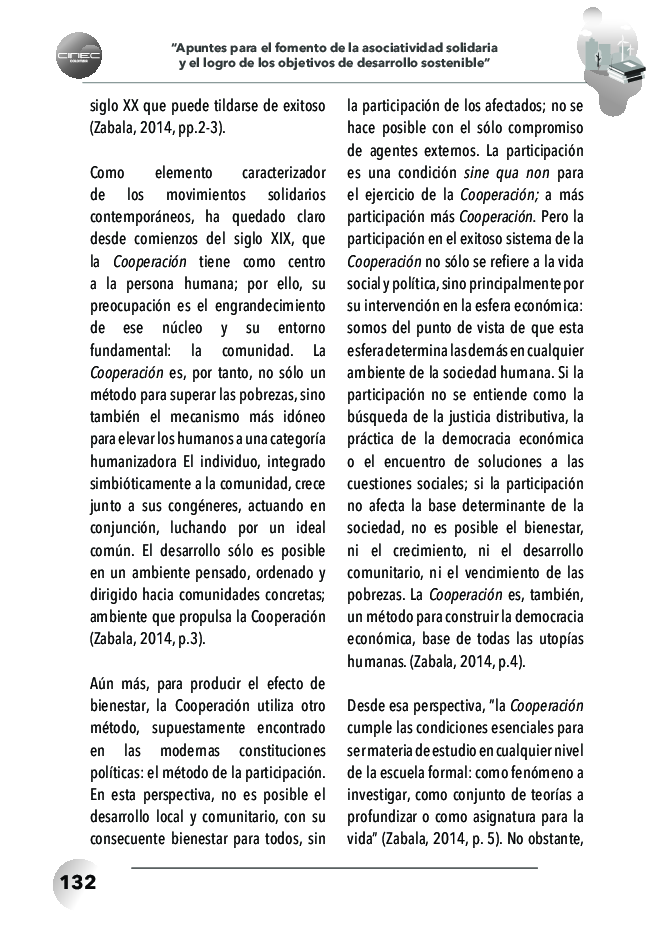 CINEC
"Apuntes para el fomento de la asociatividad solidaria
y el logro de los objetivos de desarrollo sostenible"
siglo XX que puede tildarse de exitoso
(Zabala, 2014, pp.2-3).
Como elemento caracterizador
de los movimientos solidarios
contemporáneos, ha quedado claro
desde comienzos del siglo XIX, que
la Cooperación tiene como centro
a la persona humana; por ello, su
preocupación es el engrandecimiento
de ese núcleo y su entorno
fundamental: la comunidad. La
Cooperación es, por tanto, no sólo un
método para superar las pobrezas, sino
también el mecanismo más idóneo
para elevar los humanos a una categoría
humanizadora El individuo, integrado
simbióticamente a la comunidad, crece
junto a sus congéneres, actuando en
conjunción, luchando por un ideal
común. El desarrollo sólo es posible
en un ambiente pensado, ordenado y
dirigido hacia comunidades concretas;
ambiente que propulsa la Cooperación
(Zabala, 2014, p.3).
Aún más, para producir el efecto de
bienestar, la Cooperación utiliza otro
método, supuestamente encontrado
en las modernas constituciones
políticas: el método de la participación.
En esta perspectiva, no es posible el
desarrollo local y comunitario, con su
consecuente bienestar para todos, sin
la participación de los afectados; no se
hace posible con el sólo compromiso
de agentes externos. La participación
es una condición sine qua non para
el ejercicio de la Cooperación; a más
participación más Cooperación. Pero la
participación en el exitoso sistema de la
Cooperación no sólo se refiere a la vida
social y política, sino principalmente por
su intervención en la esfera económica:
somos del punto de vista de que esta
esfera determina las demás en cualquier
ambiente de la sociedad humana. Si la
participación no se entiende como la
búsqueda de la justicia distributiva, la
práctica de la democracia económica
o el encuentro de soluciones a las
cuestiones sociales; si la participación
no afecta la base determinante de la
sociedad, no es posible el bienestar,
ni el crecimiento, ni el desarrollo
comunitario, ni el vencimiento de las
pobrezas. La Cooperación es, también,
un método para construir la democracia
económica, base de todas las utopías
humanas. (Zabala, 2014, p.4).
Desde esa perspectiva, "la Cooperación
cumple las condiciones esenciales para
ser materia de estudio en cualquier nivel
de la escuela formal: como fenómeno a
investigar, como conjunto de teorías a
profundizar o como asignatura para la
vida" (Zabala, 2014, p. 5). No obstante,
132